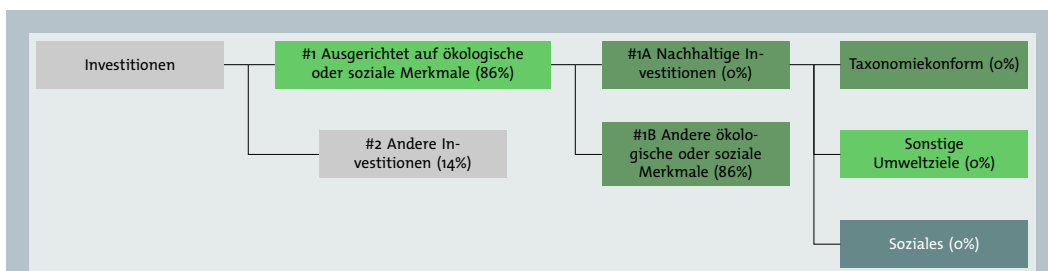 Investitionen
#1 Ausgerichtet auf ökologische
oder soziale Merkmale (86%)
#2 Andere In-
vestitionen (14%)
#1A Nachhaltige In-
vestitionen (0%)
#1B Andere ökolo-
gische oder soziale
Merkmale (86%)
Taxonomiekonform (0%)
Sonstige
Umweltziele (0%)
Soziales (0%)